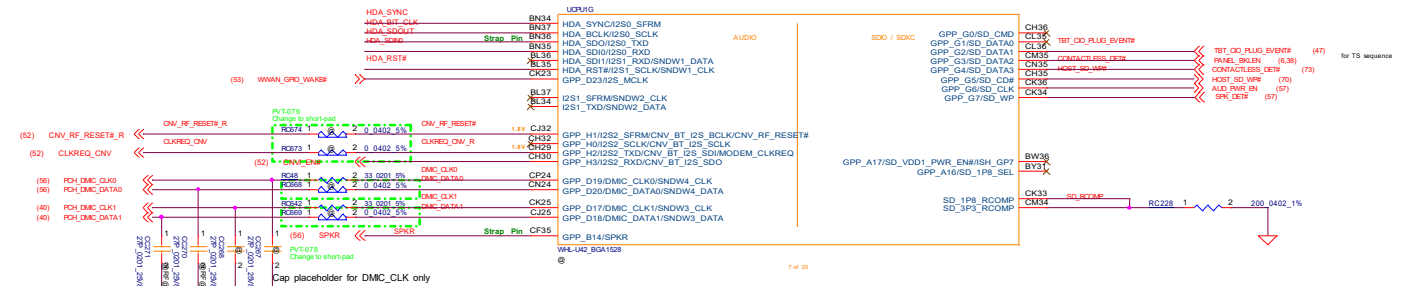 UCPU1G
HDA_SYNC BN34 HDA_SYNC/I2S0_SFRM
HDA_BIT_CLK BN37 HDA_BCLK/I2S0_SCLK
HDA_SDOUT Strap Pin BN36 HDA_SDO/I2S0_TXD
HDA_SDIN0 BN35 HDA_SDI0/I2S0_RXD
BL36 HDA_SDI1/I2S1_RXD/SNDW1_DATA
HDA_RST# BL35 HDA_RST#/I2S1_SCLK/SNDW1_CLK
(53) WWAN_GPIO_WAKE# CK23 GPP_D23/I2S_MCLK
BL37 I2S1_SFRM/SNDW2_CLK
BL34 I2S1_TXD/SNDW2_DATA
AUDIO
SDIO / SDXC
CH36 GPP_G0/SD_CMD
CL35 GPP_G1/SD_DATA0
TBT_CIO_PLUG_EVENT#
CL36 GPP_G2/SD_DATA1 TBT_CIO_PLUG_EVENT# (47)
for TS sequence
CM35 GPP_G3/SD_DATA2 PANEL_BKLEN (6,38)
CONTACTLESS_DET#
CN35 GPP_G4/SD_DATA3 CONTACTLESS_DET# (73)
HOST_SD_WP#
CH35 GPP_G5/SD_CD# HOST_SD_WP# (70)
CK36 GPP_G6/SD_CLK AUD_PWR_EN (57)
CK34 GPP_G7/SD_WP SPK_DET# (57)
PVT-079
Change to short-pad
(52) CNV_RF_RESET#_R CNV_RF_RESET#_R RC674 1 @ 2 0_0402_5% CNV_RF_RESET# 1.8V CJ32 GPP_H1/I2S2_SFRM/CNV_BT_I2S_BCLK/CNV_RF_RESET#
CH32 GPP_H0/I2S2_SCLK/CNV_BT_I2S_SCLK
(52) CLKREQ_CNV RC673 1 @ 2 0_0402_5% CLKREQ_CNV_R 1.8V CH29 GPP_H2/I2S2_TXD/CNV_BT_I2S_SDI/MODEM_CLKREQ
(52) CNVI_EN# CH30 GPP_H3/I2S2_RXD/CNV_BT_I2S_SDO
GPP_A17/SD_VDD1_PWR_EN#/ISH_GP7 BW36
GPP_A16/SD_1P8_SEL BY31
(56) PCH_DMIC_CLK0 RC48 1 2 33_0201_5% DMIC_CLK0 CP24 GPP_D19/DMIC_CLK0/SNDW4_CLK
(56) PCH_DMIC_DATA0 RC668 1 @ 2 0_0402_5% DMIC_DATA0 CN24 GPP_D20/DMIC_DATA0/SNDW4_DATA
(40) PCH_DMIC_CLK1 RC642 1 2 33_0201_5% DMIC_CLK1 CK25 GPP_D17/DMIC_CLK1/SNDW3_CLK
(40) PCH_DMIC_DATA1 RC669 1 @ 2 0_0402_5% DMIC_DATA1 CJ25 GPP_D18/DMIC_DATA1/SNDW3_DATA
SD_1P8_RCOMP CK33 SD_RCOMP
SD_3P3_RCOMP CM34 RC228 1 2 200_0402_1%
(56) SPKR SPKR Strap Pin CF35 GPP_B14/SPKR
PVT-078
Change to short-pad
WHL-U42_BGA1528
@
7 of 20
CC271
CC270
CC268
CC267
Cap placeholder for DMIC_CLK only